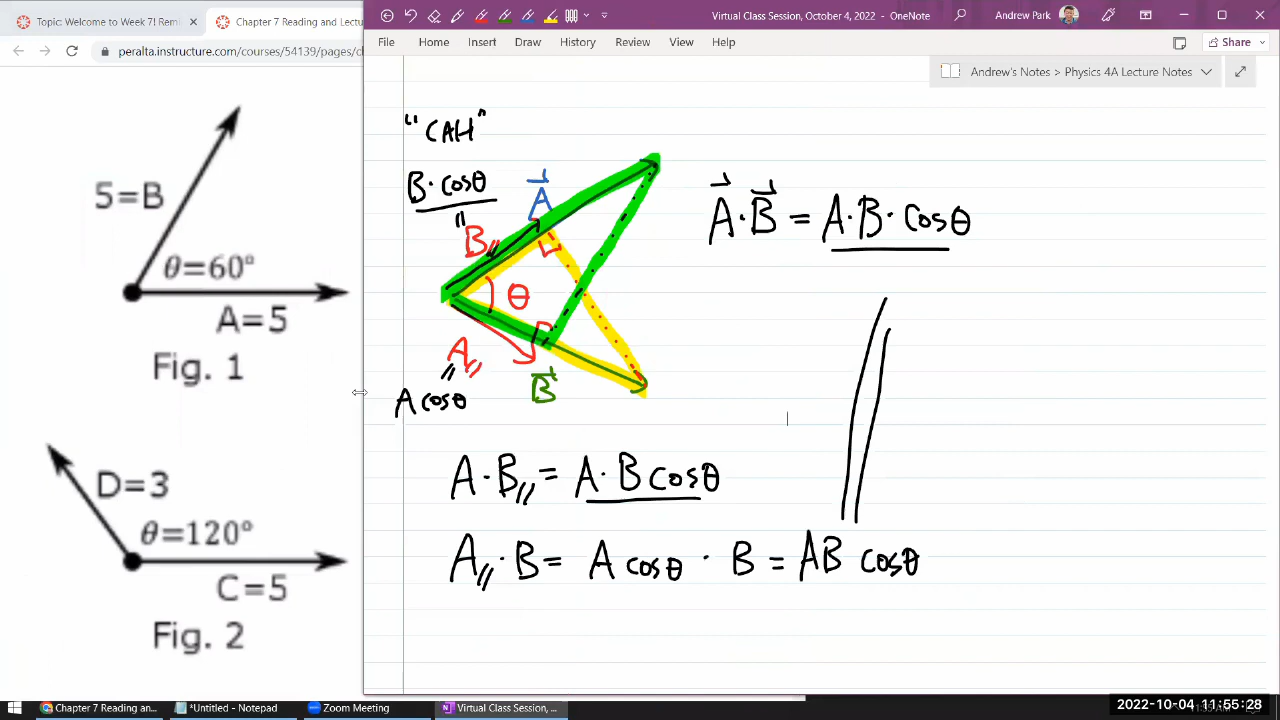 Topic: Welcome to Week 7! Remi
Chapter 7 Reading and Lectu
peralta.instructure.com/courses/54139/pages/c
Virtual Class Session, October 4, 2022 - OneNote
Andrew Park
File Home Insert Draw History Review View Help
Share
Andrew's Notes > Physics 4A Lecture Notes
5=B
θ=60°
A=5
Fig. 1
D=3
θ=120°
C=5
Fig. 2
"CAH"
B·cosθ
"
B//
A⃗
θ
A//
"
A cosθ
B⃗
A⃗·B⃗ = A·B·cosθ
A·B// = A·B cosθ
A//·B = A cosθ · B = AB cosθ
Chapter 7 Reading an...
*Untitled - Notepad
Zoom Meeting
Virtual Class Session, ...
2022-10-04 11:55:28